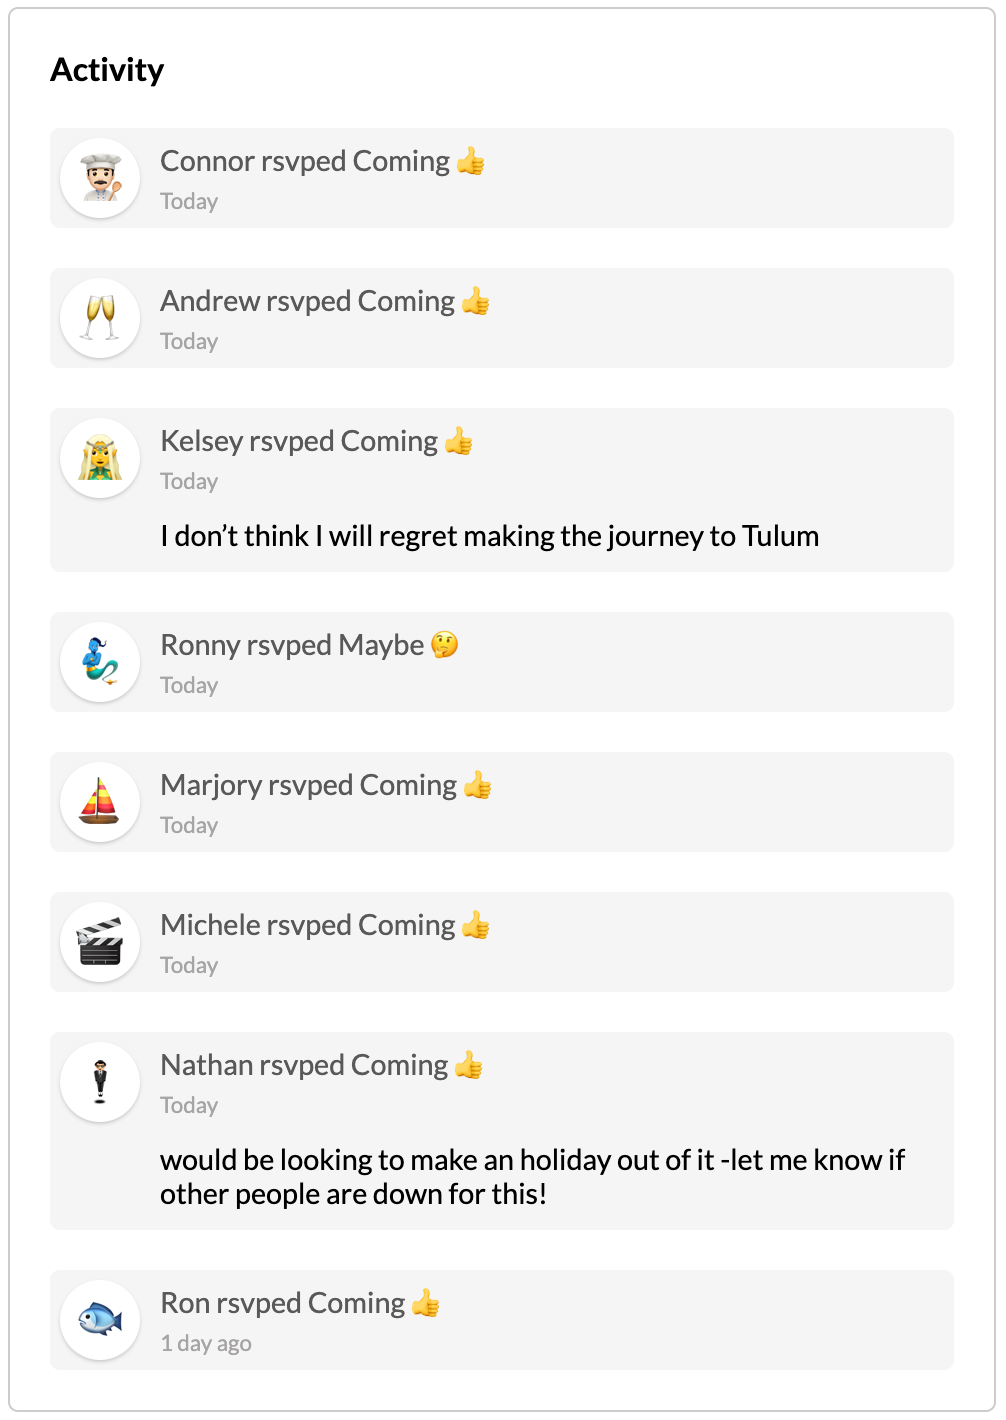 Activity
Connor rsvped Coming 👍
Today
Andrew rsvped Coming 👍
Today
Kelsey rsvped Coming 👍
Today
I don’t think I will regret making the journey to Tulum
Ronny rsvped Maybe 🤔
Today
Marjory rsvped Coming 👍
Today
Michele rsvped Coming 👍
Today
Nathan rsvped Coming 👍
Today
would be looking to make an holiday out of it -let me know if
other people are down for this!
Ron rsvped Coming 👍
1 day ago